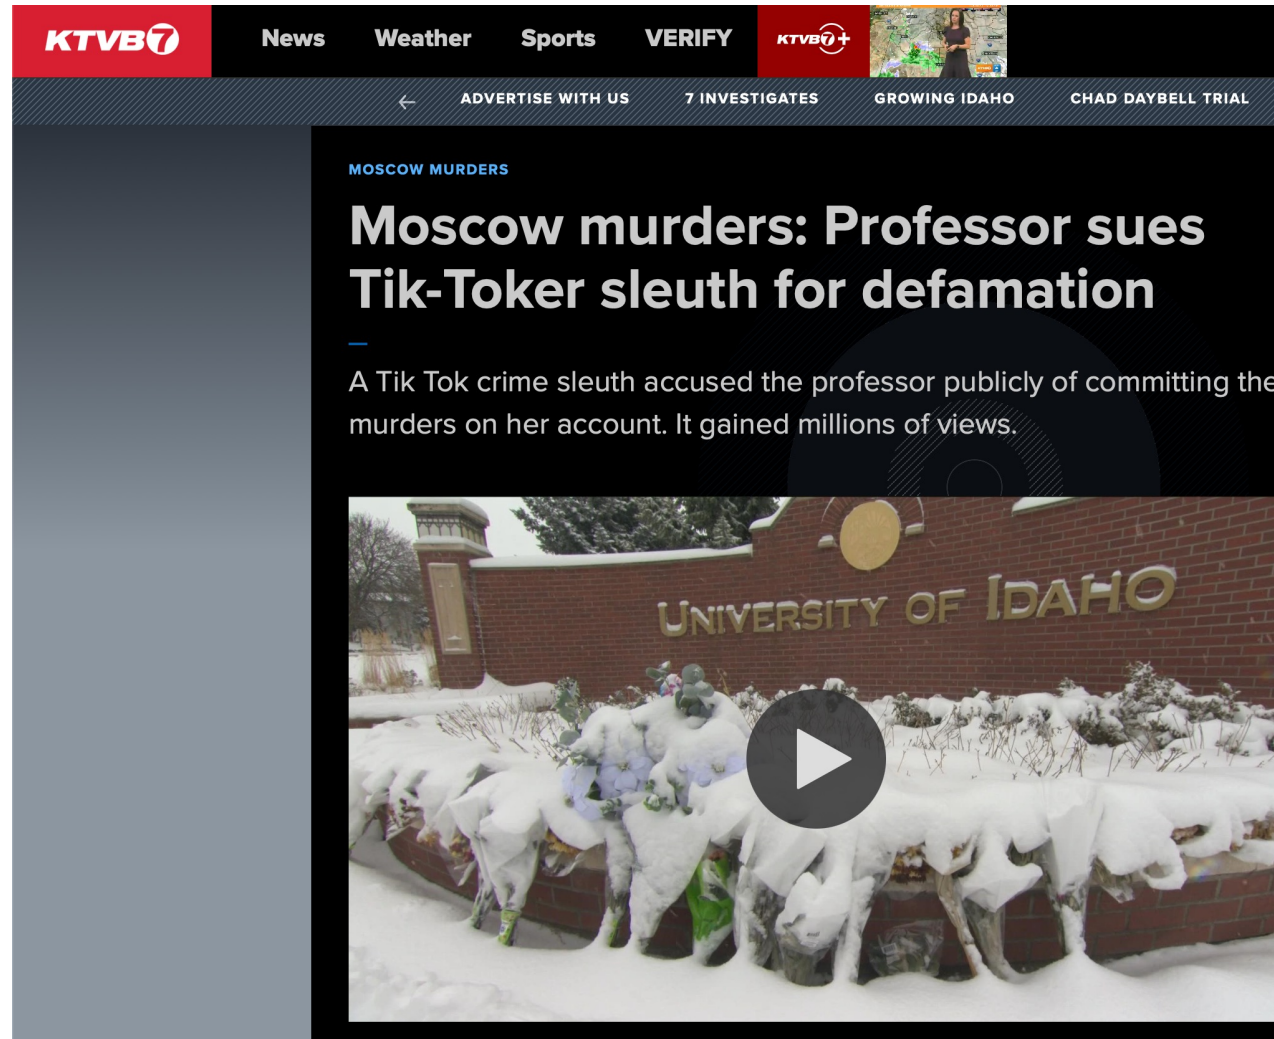 KTVB7
News
Weather
Sports
VERIFY
KTVB7+
ADVERTISE WITH US
7 INVESTIGATES
GROWING IDAHO
CHAD DAYBELL TRIAL
MOSCOW MURDERS
Moscow murders: Professor sues
Tik-Toker sleuth for defamation
A Tik Tok crime sleuth accused the professor publicly of committing the
murders on her account. It gained millions of views.
UNIVERSITY OF IDAHO